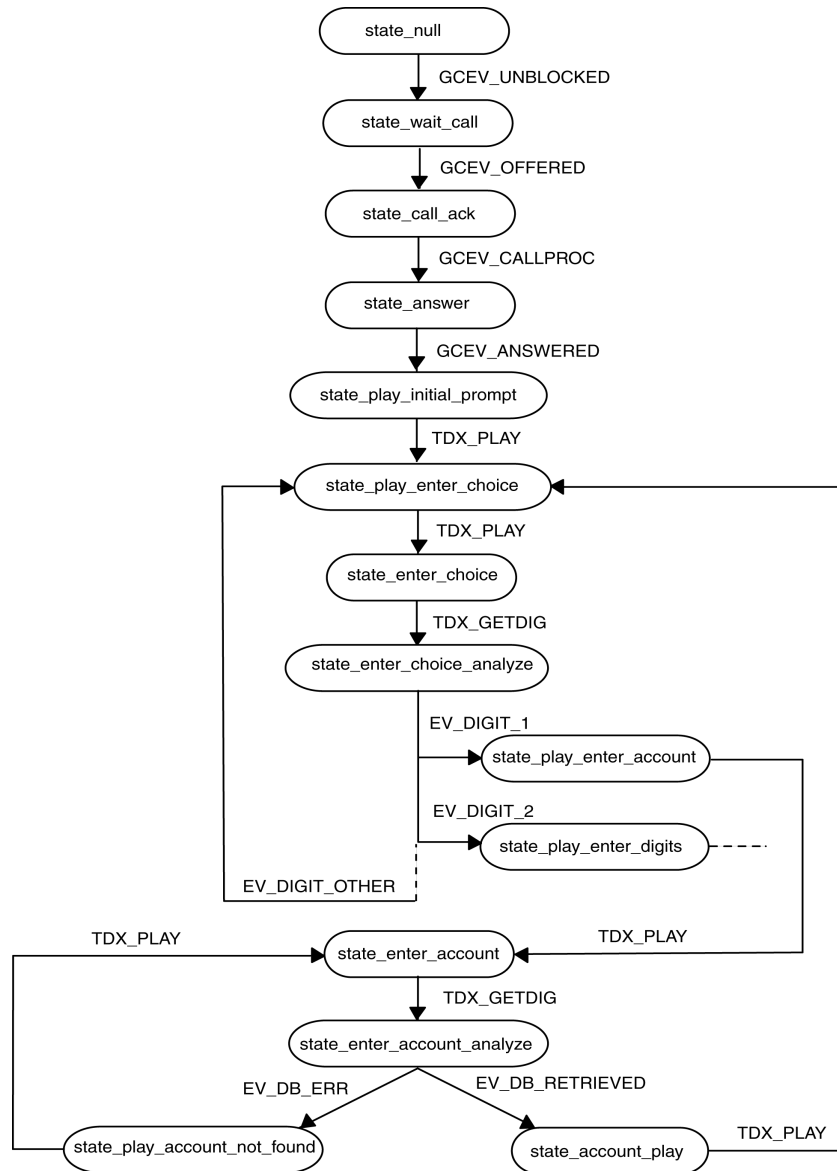 state_null
GCEV_UNBLOCKED
state_wait_call
GCEV_OFFERED
state_call_ack
GCEV_CALLPROC
state_answer
GCEV_ANSWERED
state_play_initial_prompt
TDX_PLAY
state_play_enter_choice
TDX_PLAY
state_enter_choice
TDX_GETDIG
state_enter_choice_analyze
EV_DIGIT_1
state_play_enter_account
EV_DIGIT_2
state_play_enter_digits
EV_DIGIT_OTHER
TDX_PLAY
state_enter_account
TDX_PLAY
TDX_GETDIG
state_enter_account_analyze
EV_DB_ERR
EV_DB_RETRIEVED
state_play_account_not_found
state_account_play
TDX_PLAY